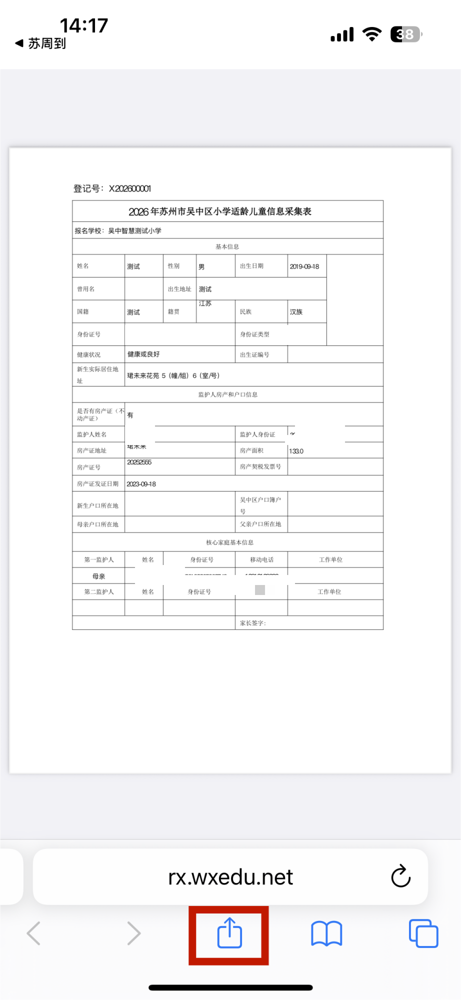 14:17
苏周到
38
登记号：X202600001
2026 年苏州市吴中区小学适龄儿童信息采集表
报名学校：吴中智慧测试小学
基本信息
姓名 测试 性别 男 出生日期 2019-09-18
曾用名 出生地址 测试
国籍 测试 籍贯 江苏 民族 汉族
身份证号 身份证类型
健康状况 健康或良好 出生证编号
新生实际居住地
址
珺未来花苑 5（幢/组）6（室/号）
监护人房产和户口信息
是否有房产证（不
动产证）
有
监护人姓名 监护人身份证
房产证地址 珺未来 房产面积 133.0
房产证号 20252555 房产契税发票号
房产证发证日期 2023-09-18
新生户口所在地 吴中区户口簿户
号
母亲户口所在地 父亲户口所在地
核心家庭基本信息
第一监护人 姓名 身份证号 移动电话 工作单位
母亲
第二监护人 姓名 身份证号 工作单位
家长签字：
rx.wxedu.net